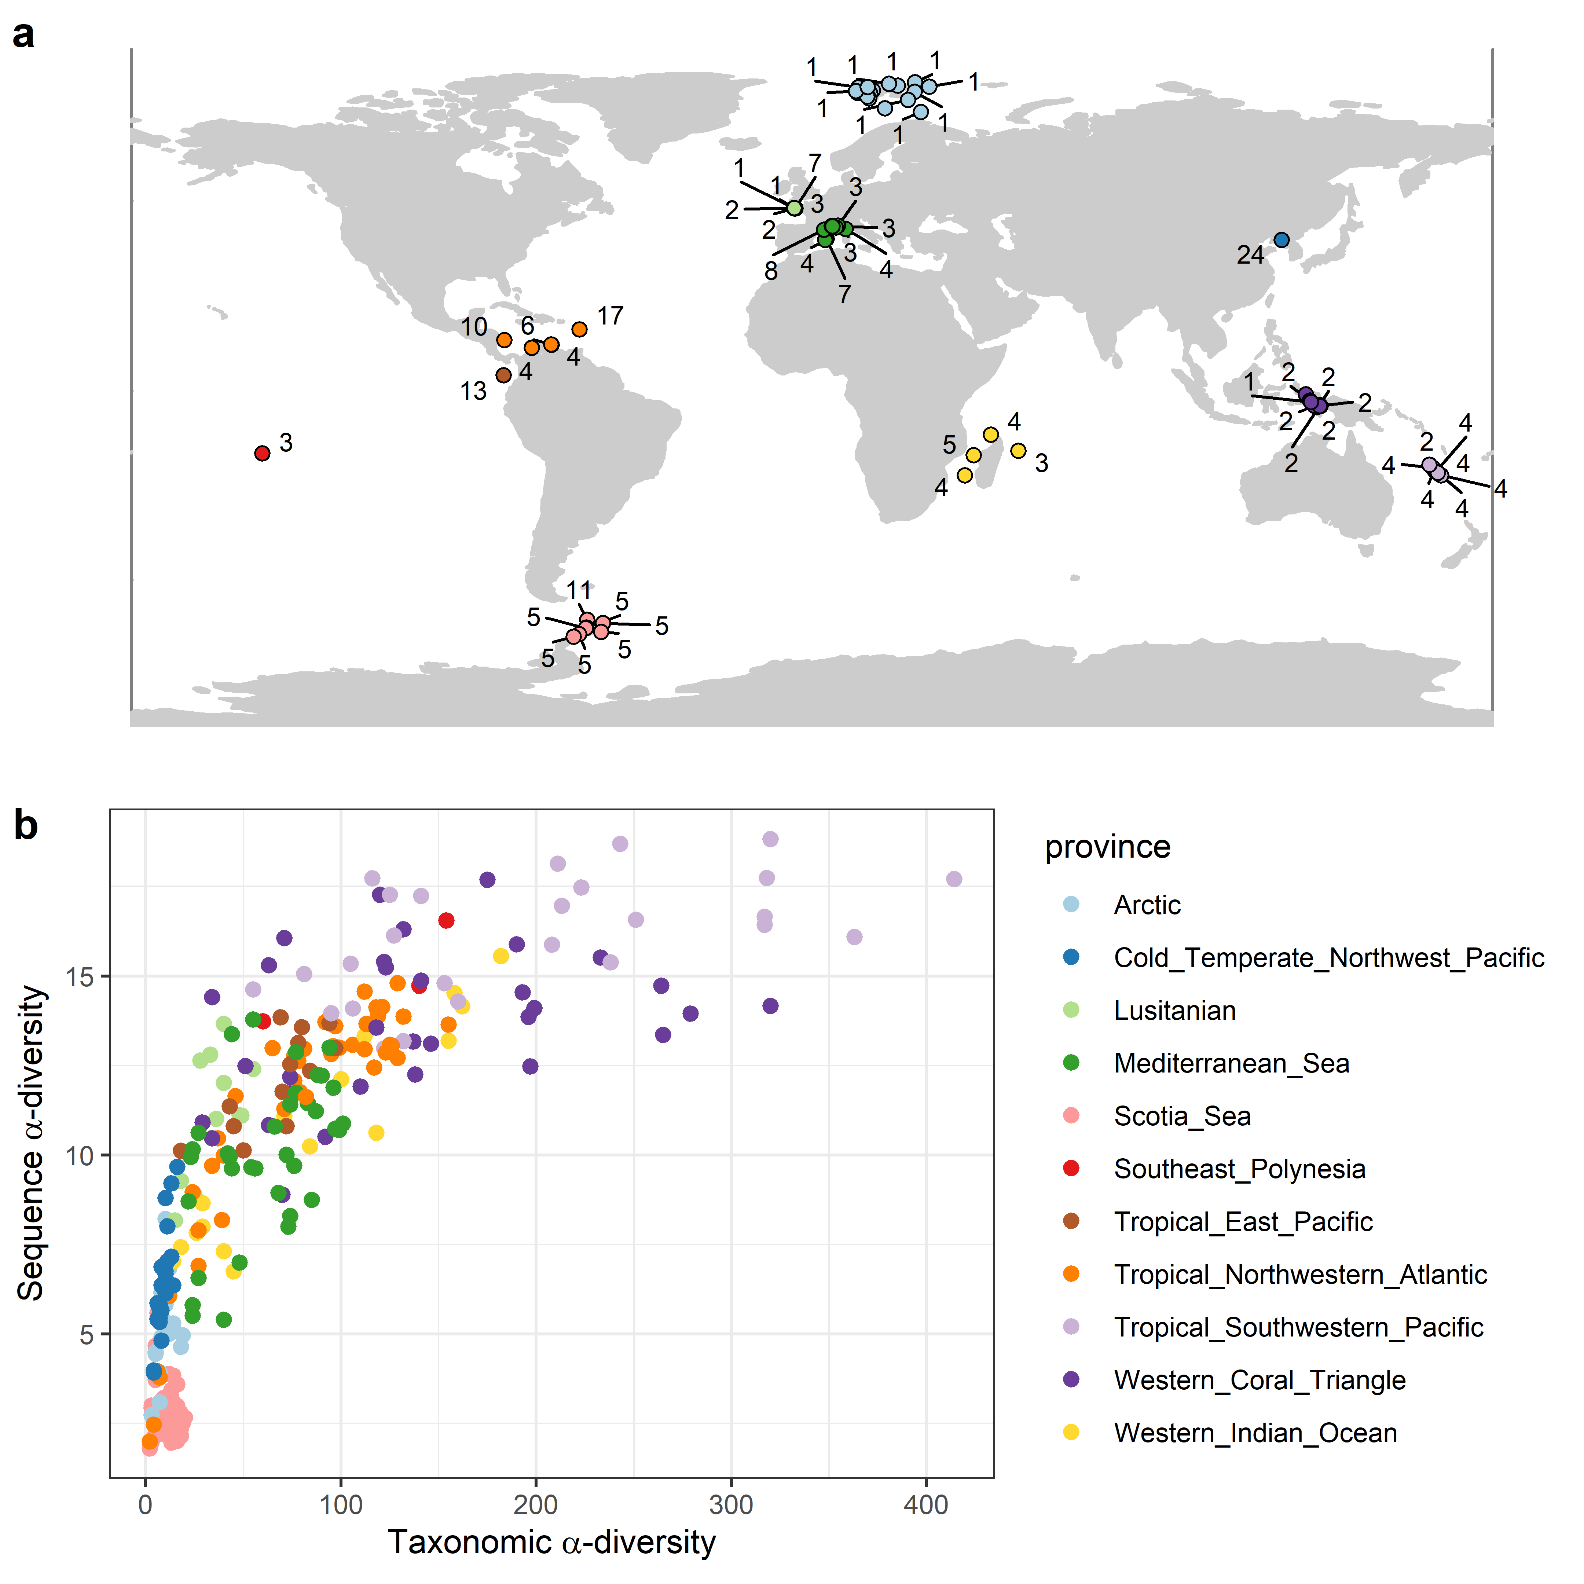 a
1 1 1 1
1
1 1 1 1
1 7
1 3 3
2 2 3
8 4 3 4
7
24
10 6 17
4 4
13
3
4
5 3
4
1 2 2
2 2 2
2
2 4
4 4
4 4 4
11 5
5 5
5 5 5
b
Sequence α-diversity
15
10
5
0 100 200 300 400
Taxonomic α-diversity
province
Arctic
Cold_Temperate_Northwest_Pacific
Lusitanian
Mediterranean_Sea
Scotia_Sea
Southeast_Polynesia
Tropical_East_Pacific
Tropical_Northwestern_Atlantic
Tropical_Southwestern_Pacific
Western_Coral_Triangle
Western_Indian_Ocean